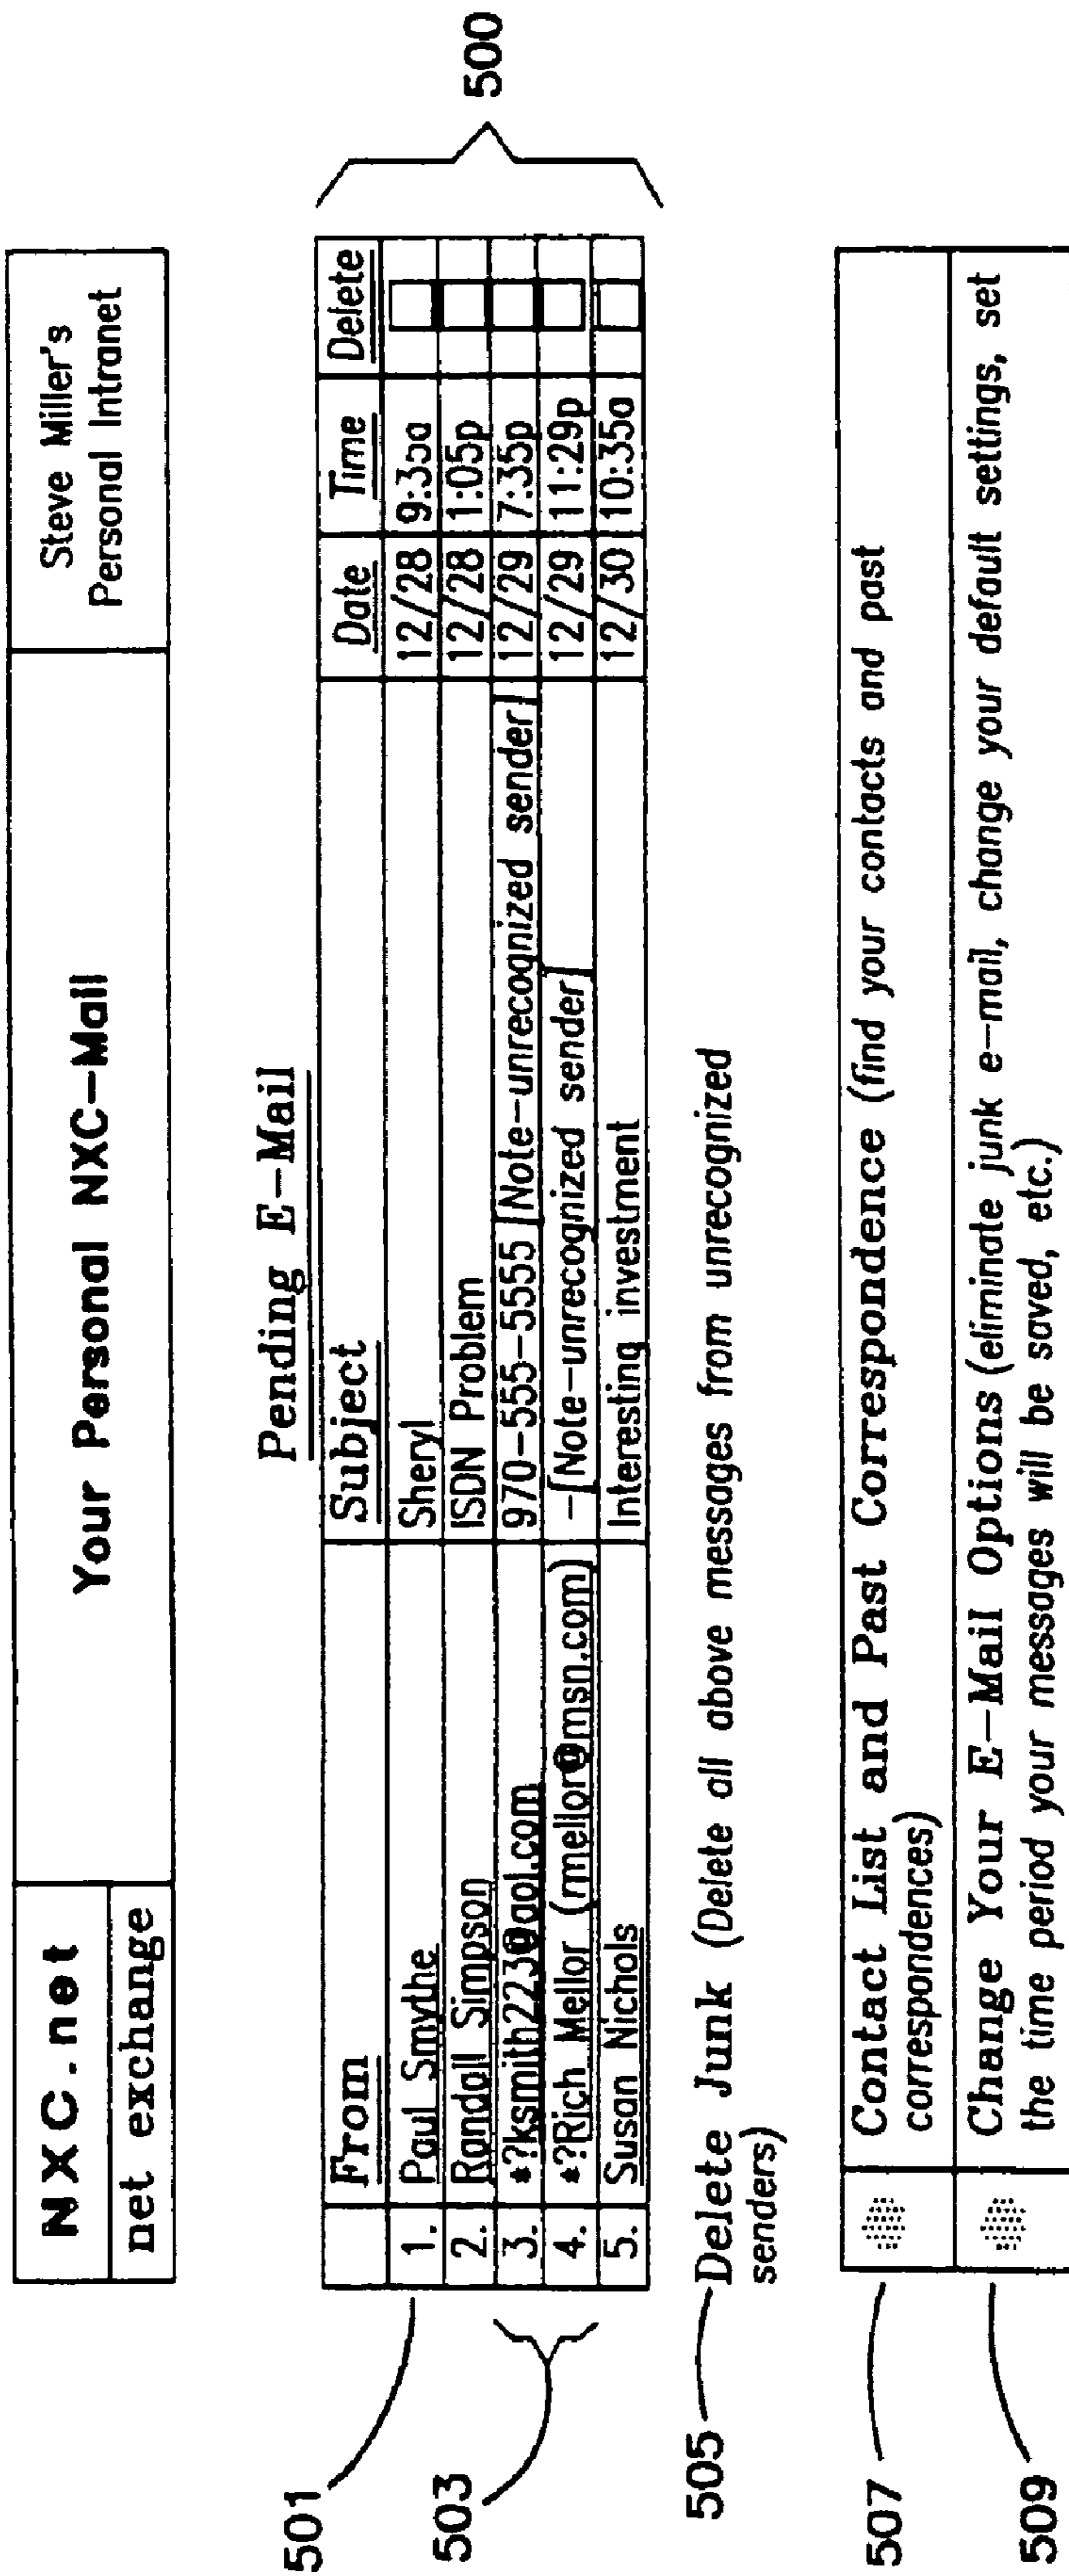 NXC.net
net exchange
Your Personal NXC-Mail
Steve Miller's
Personal Intranet
Pending E-Mail
From Subject Date Time Delete
1. Paul Smythe Sheryl 12/28 9:35a
2. Randall Simpson ISDN Problem 12/28 1:05p
3. *?ksmith223@aol.com 970-555-5555 [Note-unrecognized sender] 12/29 7:35p
4. *?Rich Mellor (rmellor@msn.com) -[Note-unrecognized sender] 12/29 11:29p
5. Susan Nichols Interesting investment 12/30 10:35a
500
501
503
505 Delete Junk (Delete all above messages from unrecognized
senders)
507 Contact List and Past Correspondence (find your contacts and past
correspondences)
509 Change Your E-Mail Options (eliminate junk e-mail, change your default settings, set
the time period your messages will be saved, etc.)